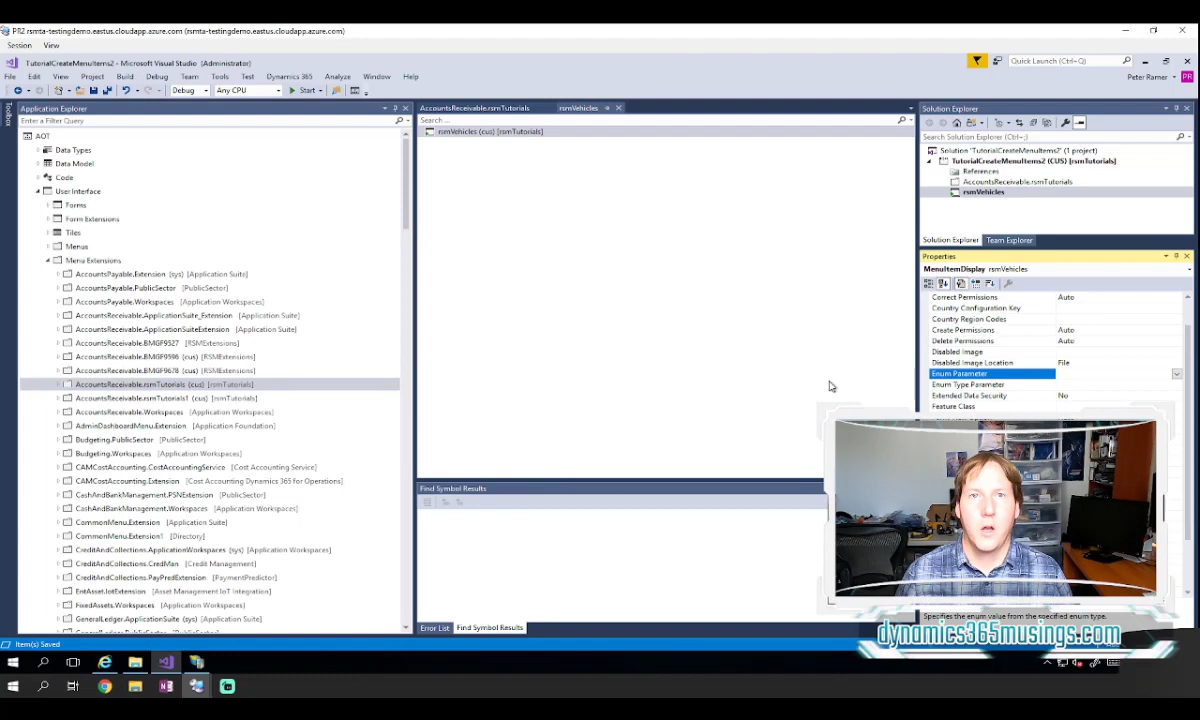 PR2 rsmta-testingdemo.eastus.cloudapp.azure.com (rsmta-testingdemo.eastus.cloudapp.azure.com)
Session View
TutorialCreateMenuItems2 - Microsoft Visual Studio (Administrator)
Quick Launch (Ctrl+Q)
File Edit View Project Build Debug Team Tools Test Dynamics 365 Analyze Window Help
Peter Ramer PR
Debug Any CPU Start
Toolbox
Application Explorer
Enter a Filter Query
AOT
Data Types
Data Model
Code
User Interface
Forms
Form Extensions
Tiles
Menus
Menu Extensions
AccountsPayable.Extension (sys) [Application Suite]
AccountsPayable.PublicSector [PublicSector]
AccountsPayable.Workspaces [Application Workspaces]
AccountsReceivable.ApplicationSuite_Extension [Application Suite]
AccountsReceivable.ApplicationSuiteExtension [Application Suite]
AccountsReceivable.BMGF9527 [RSMExtensions]
AccountsReceivable.BMGF9596 (cus) [RSMExtensions]
AccountsReceivable.BMGF9678 (cus) [RSMExtensions]
AccountsReceivable.rsmTutorials (cus) [rsmTutorials]
AccountsReceivable.rsmTutorials1 (cus) [rsmTutorials]
AccountsReceivable.Workspaces [Application Workspaces]
AdminDashboardMenu.Extension [Application Foundation]
Budgeting.PublicSector [PublicSector]
Budgeting.Workspaces [Application Workspaces]
CAMCostAccounting.CostAccountingService [Cost Accounting Service]
CAMCostAccounting.Extension [Cost Accounting Dynamics 365 for Operations]
CashAndBankManagement.PSNExtension [PublicSector]
CashAndBankManagement.Workspaces [Application Workspaces]
CommonMenu.Extension [Application Suite]
CommonMenu.Extension1 [Directory]
CreditAndCollections.ApplicationWorkspaces (sys) [Application Workspaces]
CreditAndCollections.CredMan [Credit Management]
CreditAndCollections.PayPredExtension [PaymentPredictor]
EntAsset.IotExtension [Asset Management IoT Integration]
FixedAssets.Workspaces [Application Workspaces]
GeneralLedger.ApplicationSuite (sys) [Application Suite]
AccountsReceivable.rsmTutorials rsmVehicles
Search...
rsmVehicles (cus) [rsmTutorials]
Find Symbol Results
Error List Find Symbol Results
Solution Explorer
Search Solution Explorer (Ctrl+;)
Solution 'TutorialCreateMenuItems2' (1 project)
TutorialCreateMenuItems2 (CUS) [rsmTutorials]
References
AccountsReceivable.rsmTutorials
rsmVehicles
Solution Explorer Team Explorer
Properties
MenuItemDisplay rsmVehicles
Correct Permissions Auto
Country Configuration Key
Country Region Codes
Create Permissions Auto
Delete Permissions Auto
Disabled Image
Disabled Image Location File
Enum Parameter
Enum Type Parameter
Extended Data Security No
Feature Class
Specifies the enum value from the specified enum type.
dynamics365musings.com
Item(s) Saved